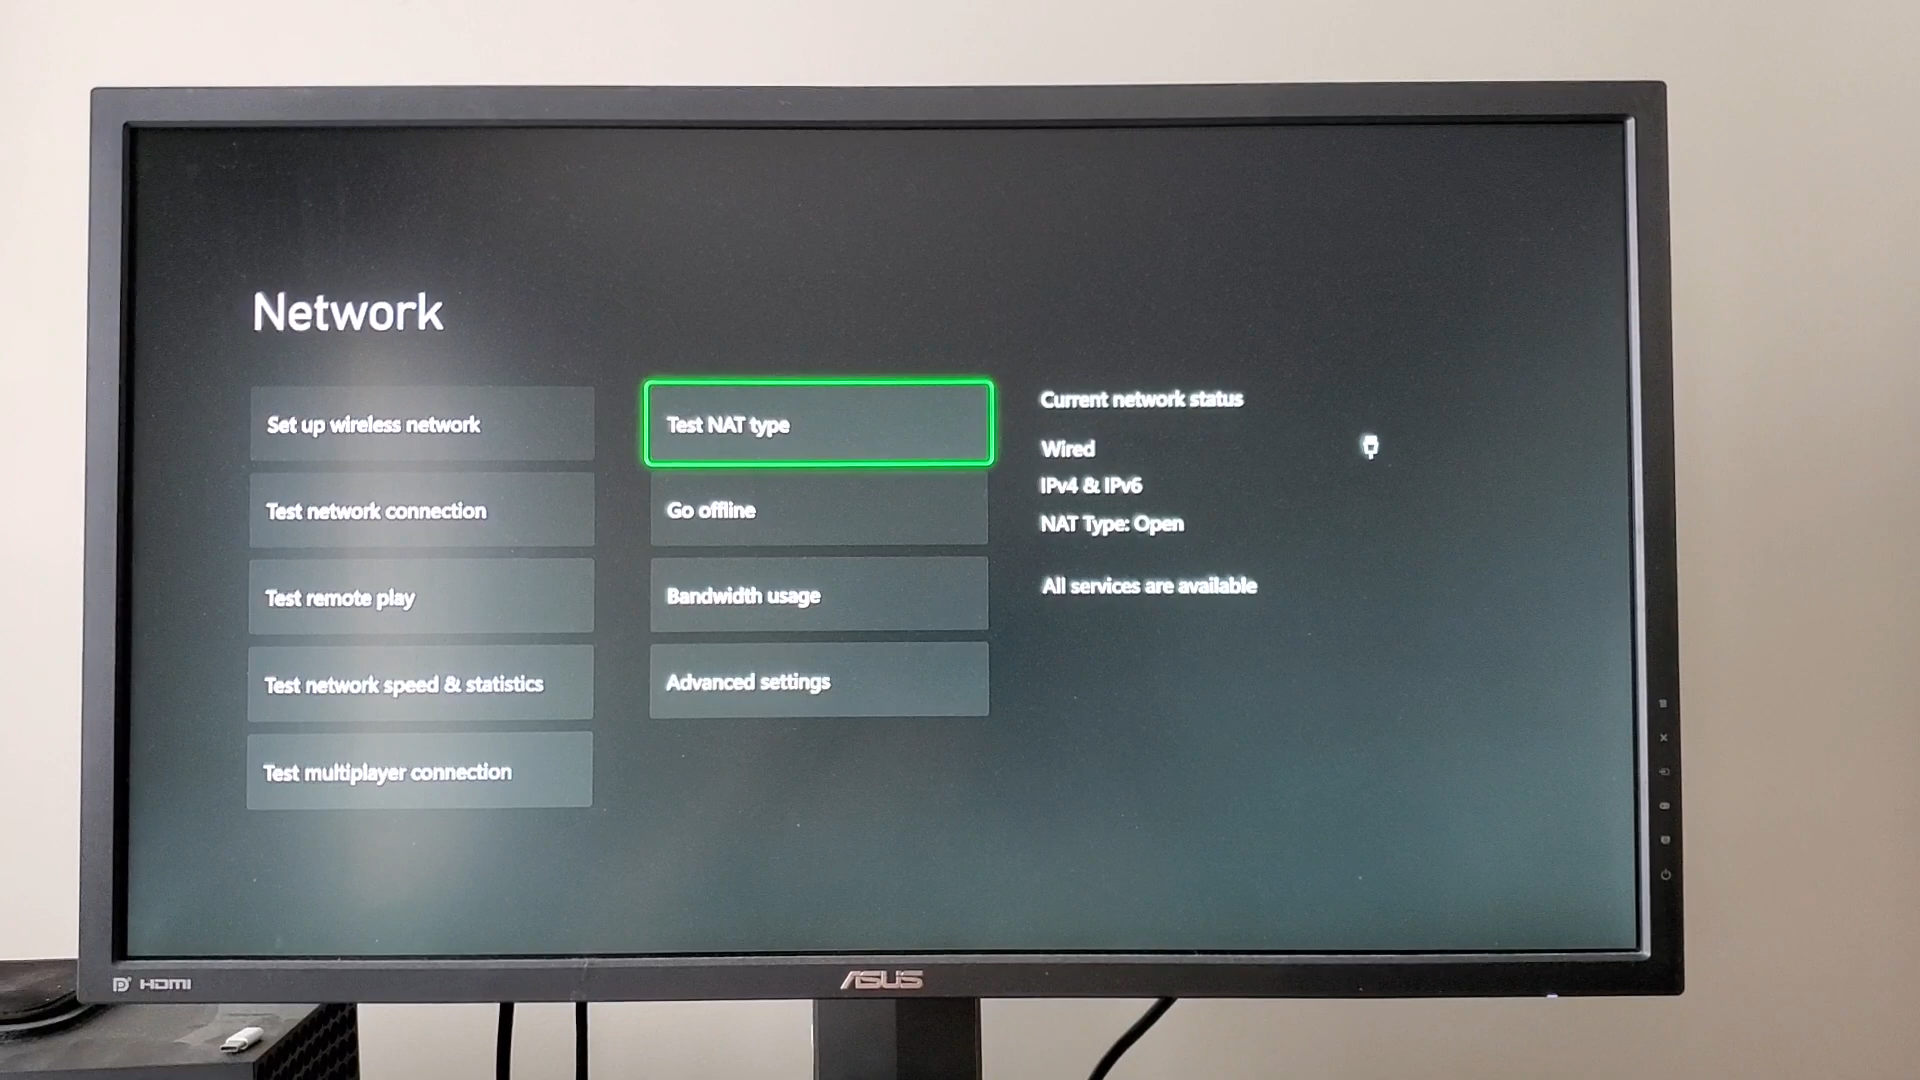 Network
Set up wireless network
Test network connection
Test remote play
Test network speed & statistics
Test multiplayer connection
Test NAT type
Go offline
Bandwidth usage
Advanced settings
Current network status
Wired
IPv4 & IPv6
NAT Type: Open
All services are available
HDMI
ASUS